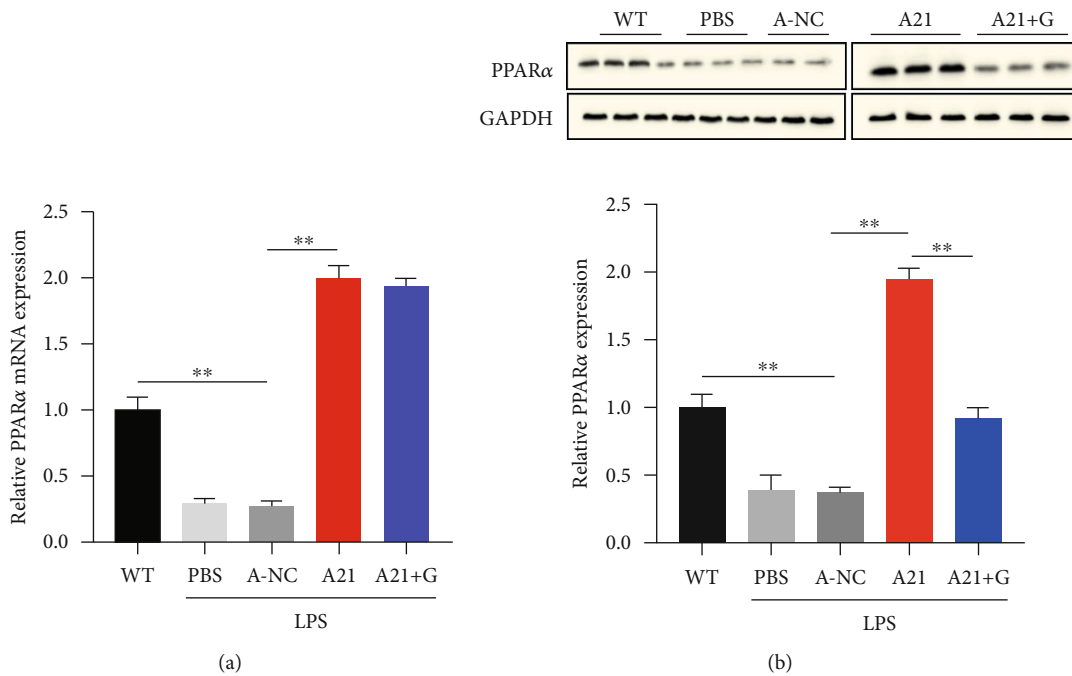 WT PBS A-NC A21 A21+G
PPARα
GAPDH
Relative PPARα mRNA expression
2.5
2.0
1.5
1.0
0.5
0.0
**
**
WT PBS A-NC A21 A21+G
LPS
(a)
Relative PPARα expression
2.5
2.0
1.5
1.0
0.5
0.0
**
**
**
WT PBS A-NC A21 A21+G
LPS
(b)